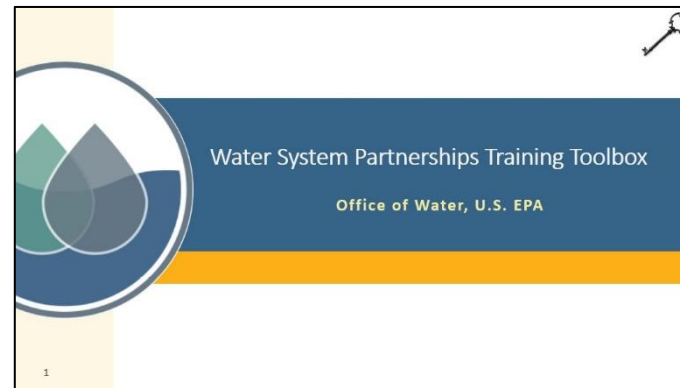 Water System Partnerships Training Toolbox
Office of Water, U.S. EPA
1